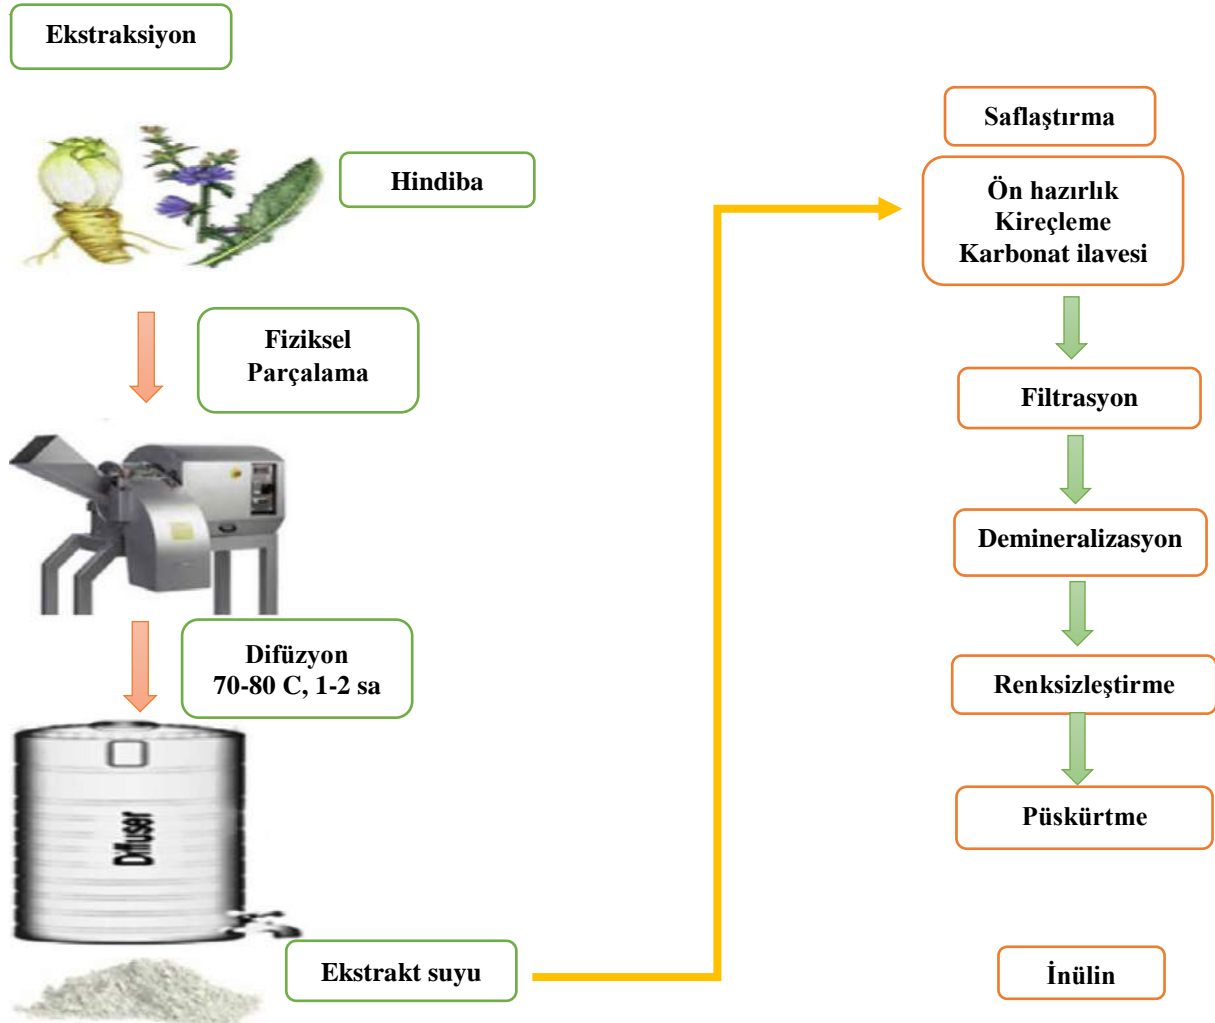 Ekstraksiyon
Hindiba
Fiziksel
Parçalama
Difüzyon
70-80 C, 1-2 sa
Difluser
Ekstrakt suyu
Saflaştırma
Ön hazırlık
Kireçleme
Karbonat ilavesi
Filtrasyon
Demineralizasyon
Renksizleştirme
Püskürtme
İnülin